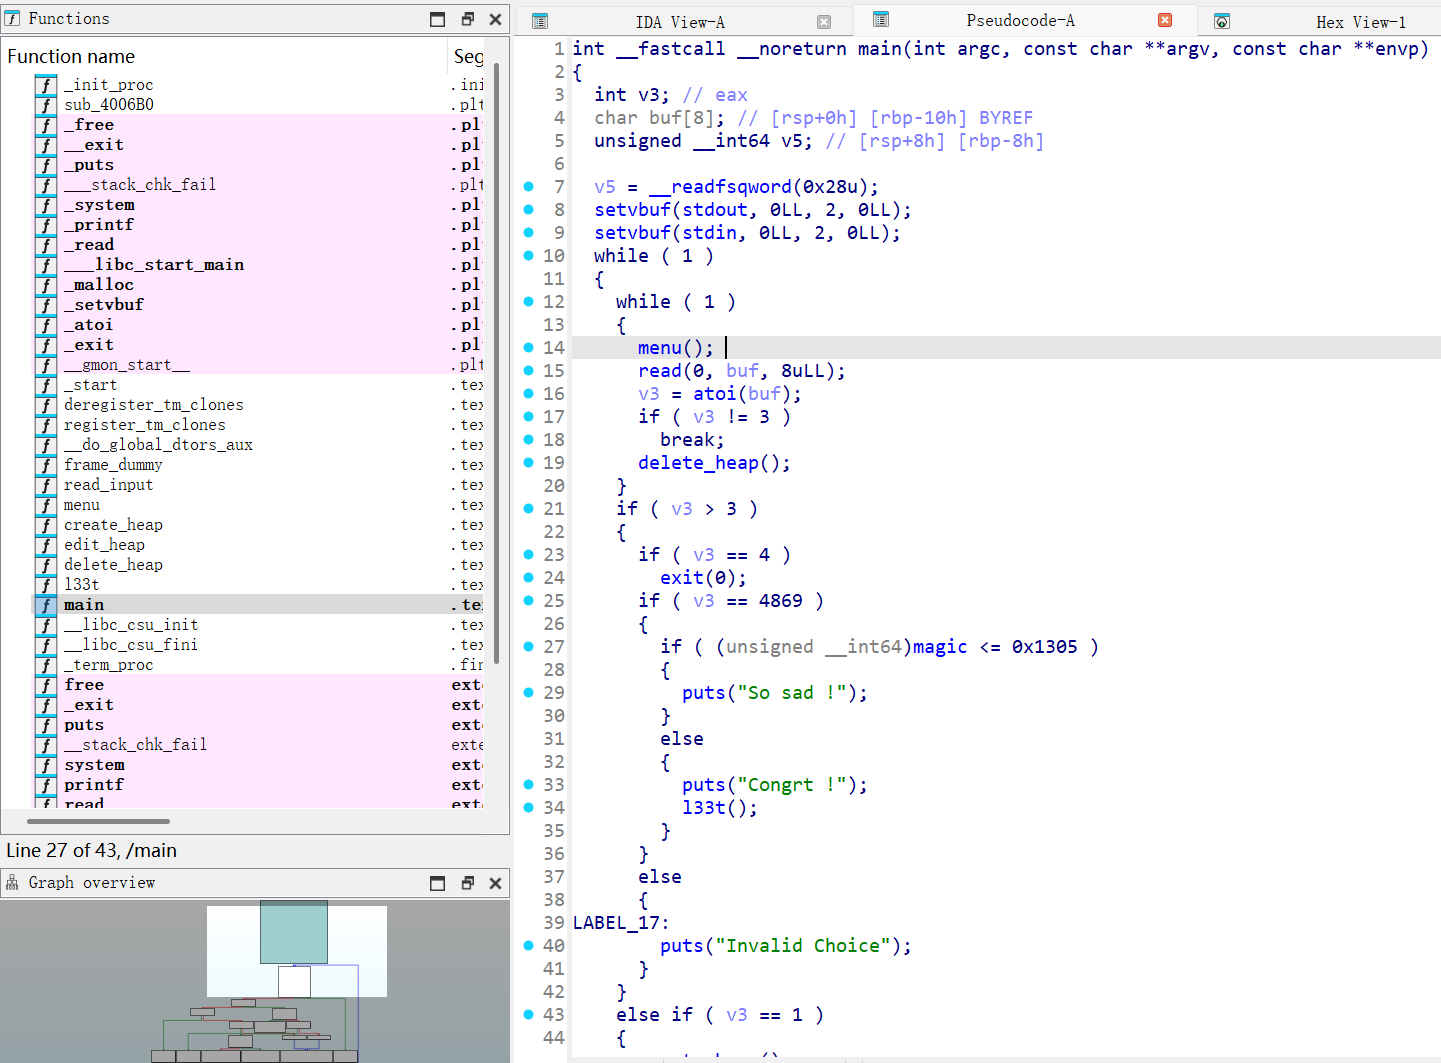 Functions
Function name Seg
_init_proc .ini
sub_4006B0 .plt
_free .pl
__exit .pl
_puts .pl
___stack_chk_fail .plt
_system .pl
_printf .pl
_read .pl
___libc_start_main .pl
_malloc .pl
_setvbuf .pl
_atoi .pl
_exit .pl
__gmon_start__ .plt
_start .tex
deregister_tm_clones .tex
register_tm_clones .tex
__do_global_dtors_aux .tex
frame_dummy .tex
read_input .tex
menu .tex
create_heap .tex
edit_heap .tex
delete_heap .tex
l33t .tex
main .te
__libc_csu_init .tex
__libc_csu_fini .tex
_term_proc .fin
free ext
_exit ext
puts ext
__stack_chk_fail exte
system ext
printf ext
read ext
Line 27 of 43, /main
Graph overview
IDA View-A Pseudocode-A Hex View-1
1 int __fastcall __noreturn main(int argc, const char **argv, const char **envp)
2 {
3 int v3; // eax
4 char buf[8]; // [rsp+0h] [rbp-10h] BYREF
5 unsigned __int64 v5; // [rsp+8h] [rbp-8h]
6
7 v5 = __readfsqword(0x28u);
8 setvbuf(stdout, 0LL, 2, 0LL);
9 setvbuf(stdin, 0LL, 2, 0LL);
10 while ( 1 )
11 {
12 while ( 1 )
13 {
14 menu();
15 read(0, buf, 8uLL);
16 v3 = atoi(buf);
17 if ( v3 != 3 )
18 break;
19 delete_heap();
20 }
21 if ( v3 > 3 )
22 {
23 if ( v3 == 4 )
24 exit(0);
25 if ( v3 == 4869 )
26 {
27 if ( (unsigned __int64)magic <= 0x1305 )
28 {
29 puts("So sad !");
30 }
31 else
32 {
33 puts("Congrt !");
34 l33t();
35 }
36 }
37 else
38 {
39 LABEL_17:
40 puts("Invalid Choice");
41 }
42 }
43 else if ( v3 == 1 )
44 {